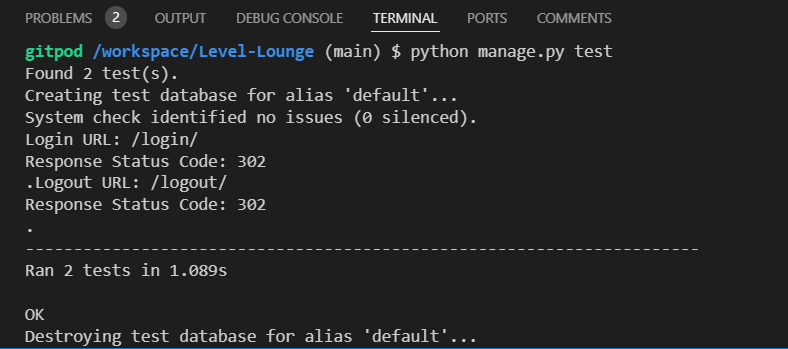 PROBLEMS 2 OUTPUT DEBUG CONSOLE TERMINAL PORTS COMMENTS
gitpod /workspace/Level-Lounge (main) $ python manage.py test
Found 2 test(s).
Creating test database for alias 'default'...
System check identified no issues (0 silenced).
Login URL: /login/
Response Status Code: 302
.Logout URL: /logout/
Response Status Code: 302
.
----------------------------------------------------------------------
Ran 2 tests in 1.089s
OK
Destroying test database for alias 'default'...